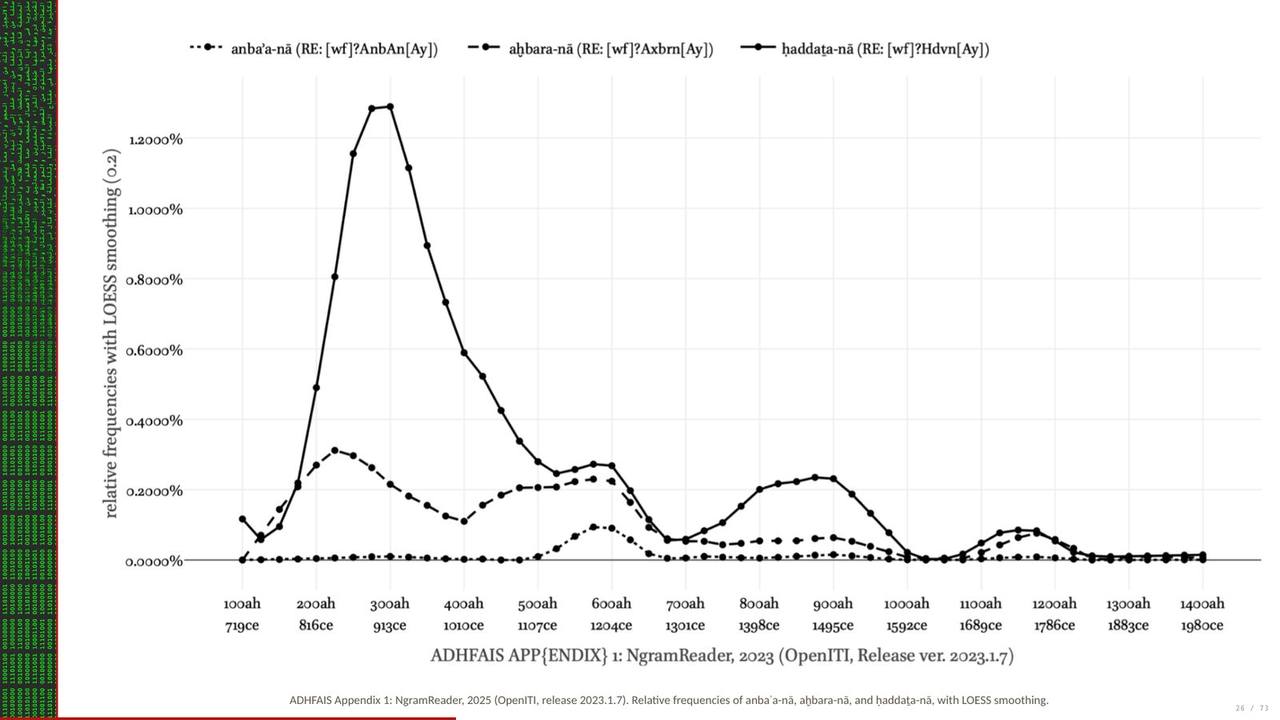 anba'a-nā (RE: [wf]?AnbAn[Ay])
aḫbara-nā (RE: [wf]?Axbrn[Ay])
ḥaddaṯa-nā (RE: [wf]?Hdvn[Ay])
relative frequencies with LOESS smoothing (0.2)
1.2000%
1.0000%
0.8000%
0.6000%
0.4000%
0.2000%
0.0000%
100ah 200ah 300ah 400ah 500ah 600ah 700ah 800ah 900ah 1000ah 1100ah 1200ah 1300ah 1400ah
719ce 816ce 913ce 1010ce 1107ce 1204ce 1301ce 1398ce 1495ce 1592ce 1689ce 1786ce 1883ce 1980ce
ADHFAIS APP{ENDIX} 1: NgramReader, 2023 (OpenITI, Release ver. 2023.1.7)
ADHFAIS Appendix 1: NgramReader, 2025 (OpenITI, release 2023.1.7). Relative frequencies of anbaʾa-nā, aḫbara-nā, and ḥaddaṯa-nā, with LOESS smoothing.
26 / 73